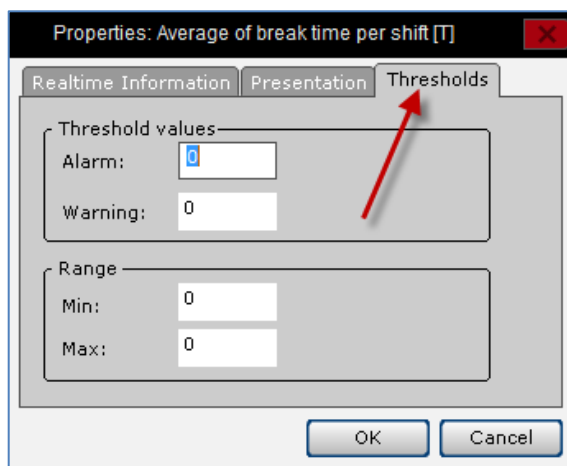 Properties: Average of break time per shift [T]
Realtime Information Presentation Thresholds
Threshold values
Alarm: 0
Warning: 0
Range
Min: 0
Max: 0
OK Cancel